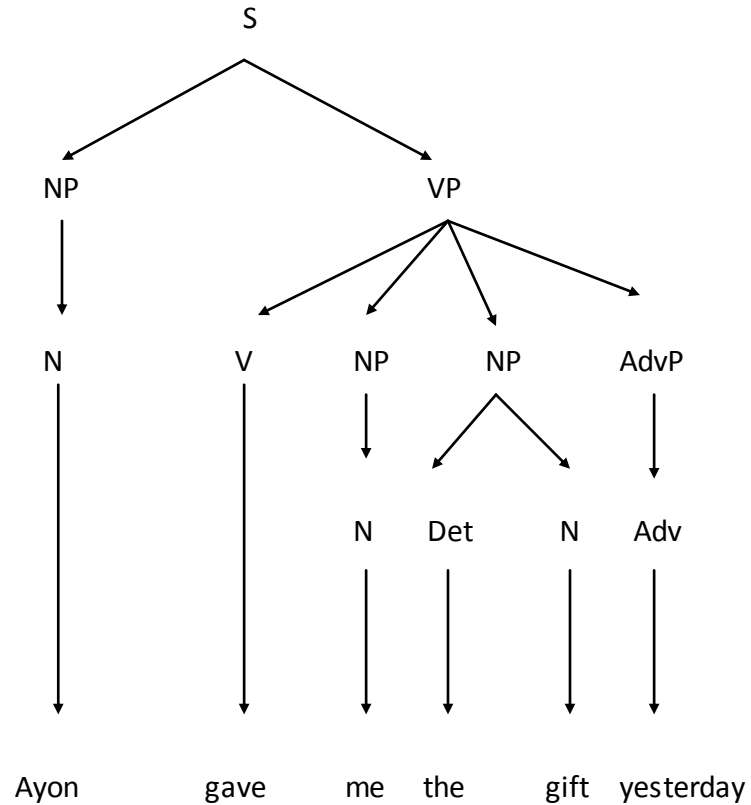 S
NP VP
N V NP NP AdvP
N Det N Adv
Ayon gave me the gift yesterday